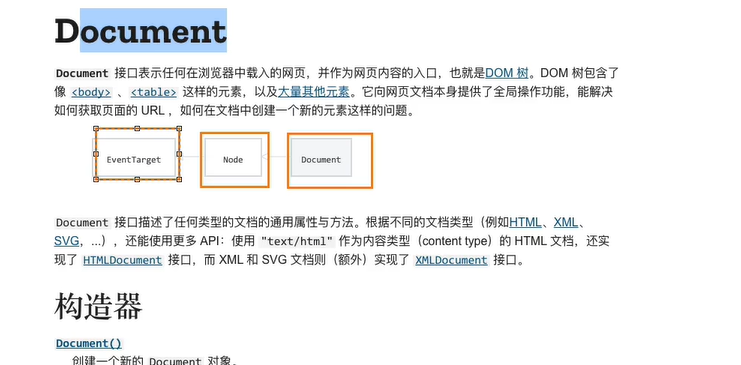 Document
Document 接口表示任何在浏览器中载入的网页，并作为网页内容的入口，也就是DOM 树。DOM 树包含了
像 <body> 、<table> 这样的元素，以及大量其他元素。它向网页文档本身提供了全局操作功能，能解决
如何获取页面的 URL ，如何在文档中创建一个新的元素这样的问题。
EventTarget Node Document
Document 接口描述了任何类型的文档的通用属性与方法。根据不同的文档类型（例如HTML、XML、
SVG，...），还能使用更多 API：使用 "text/html" 作为内容类型（content type）的 HTML 文档，还实
现了 HTMLDocument 接口，而 XML 和 SVG 文档则（额外）实现了 XMLDocument 接口。
构造器
Document()
创建一个新的 Document 对象。